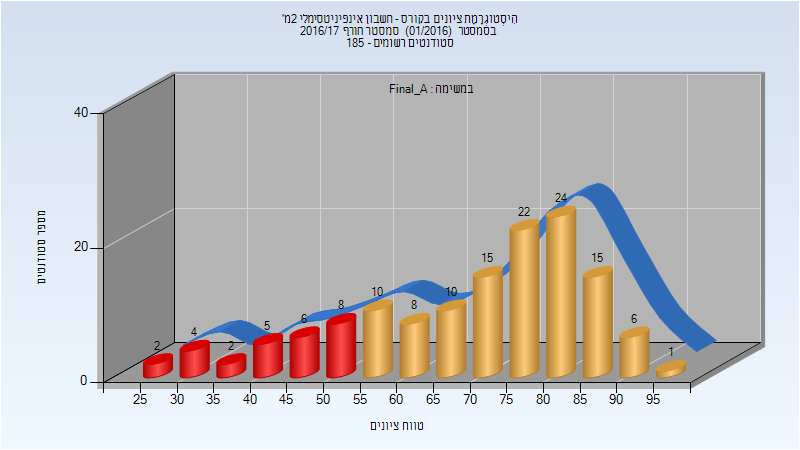 היסטוגרמת ציונים בקורס - חשבון אינפיניטסימלי 2מ'
בסמסטר (01/2016) סמסטר חורף 2016/17
סטודנטים רשומים - 185
במשימה : Final_A
מספר סטודנטים
40
20
0
2
4
2
5
6
8
10
8
10
15
22
24
15
6
1
25 30 35 40 45 50 55 60 65 70 75 80 85 90 95
טווח ציונים